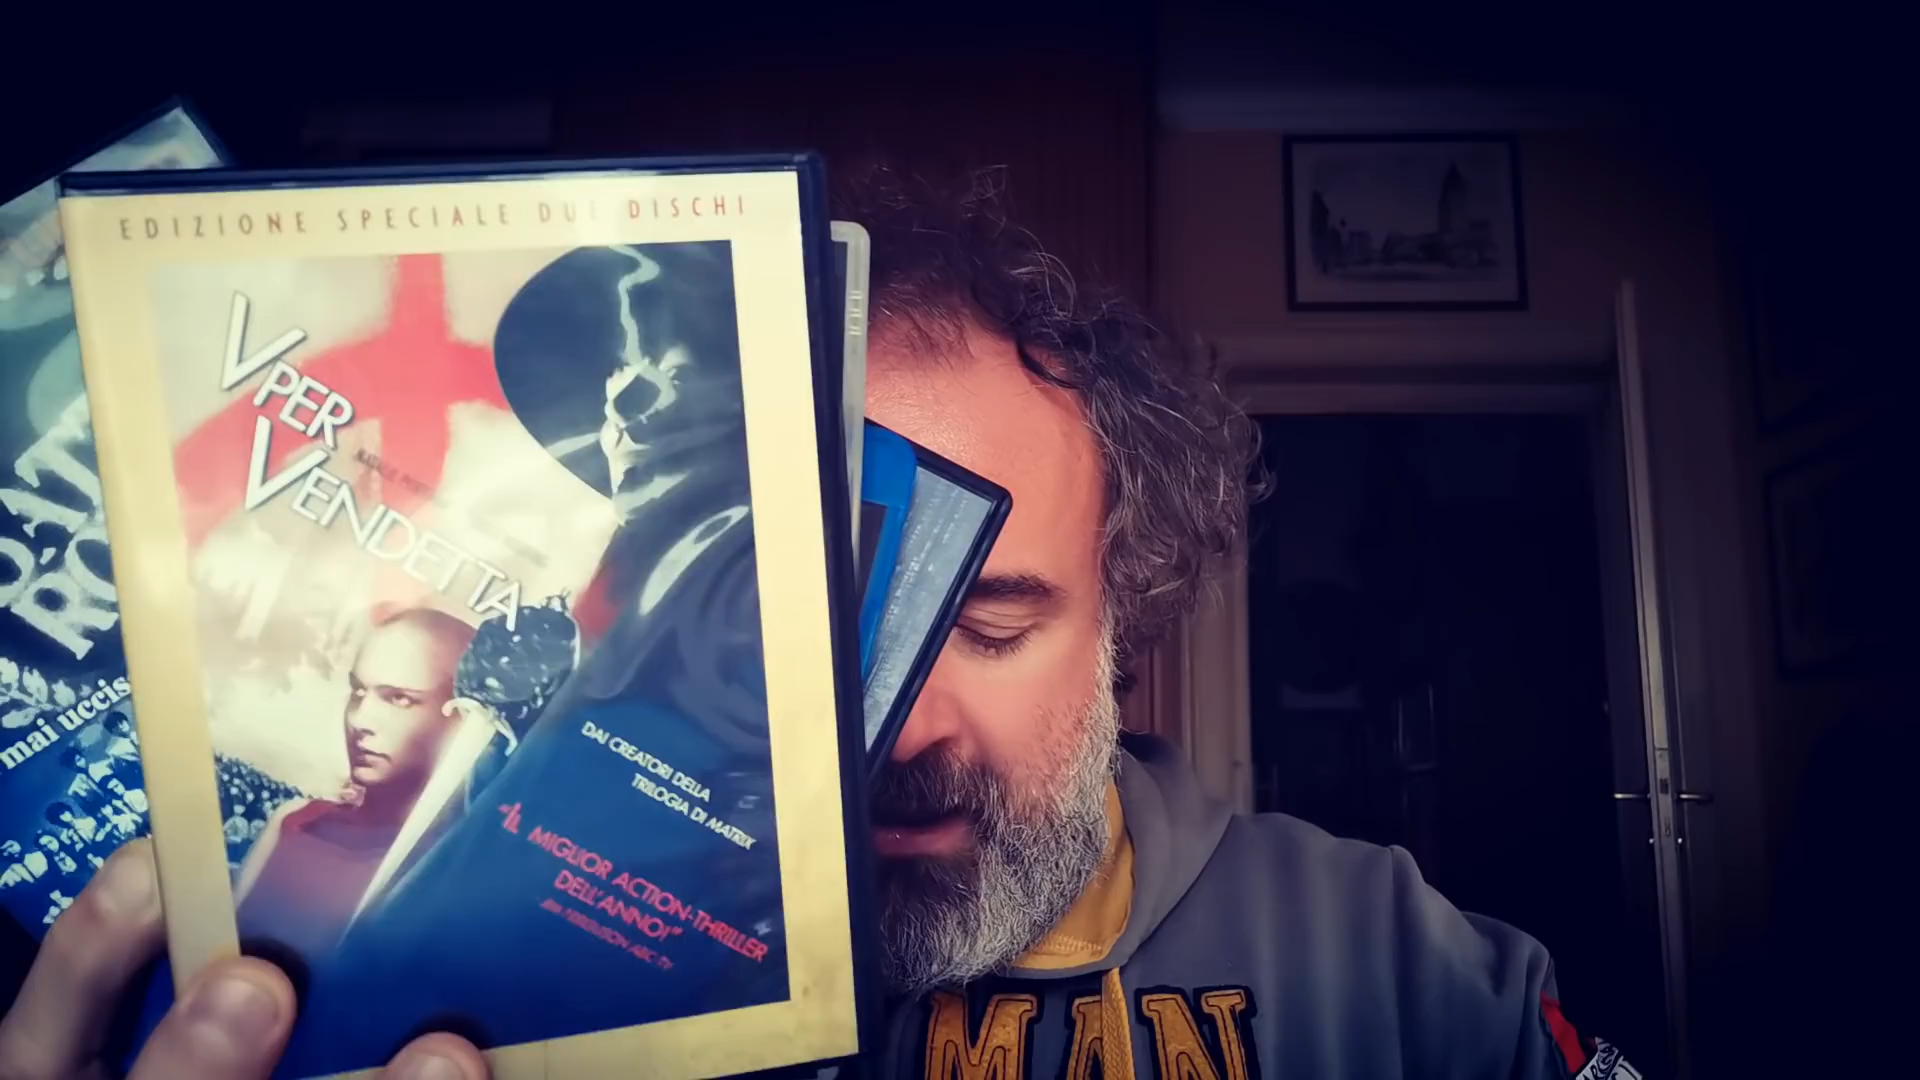 EDIZIONE SPECIALE DUE DISCHI
V PER
VENDETTA
DAI CREATORI DELLA
TRILOGIA DI MATRIX
"IL MIGLIOR ACTION-THRILLER
DELL'ANNO!"
mai uccis
MAN